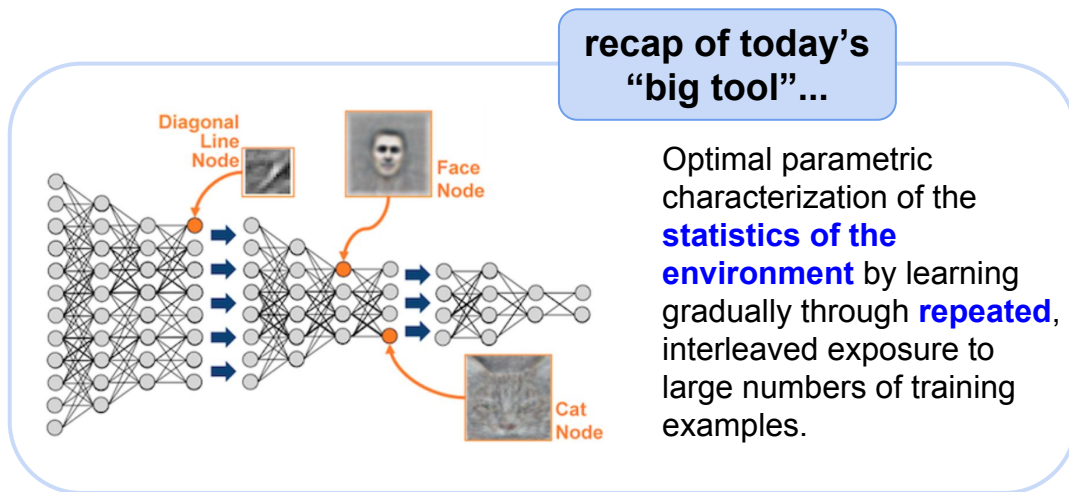 recap of today’s
“big tool”...
Diagonal
Line
Node
Face
Node
Cat
Node
Optimal parametric
characterization of the
statistics of the
environment by learning
gradually through repeated,
interleaved exposure to
large numbers of training
examples.